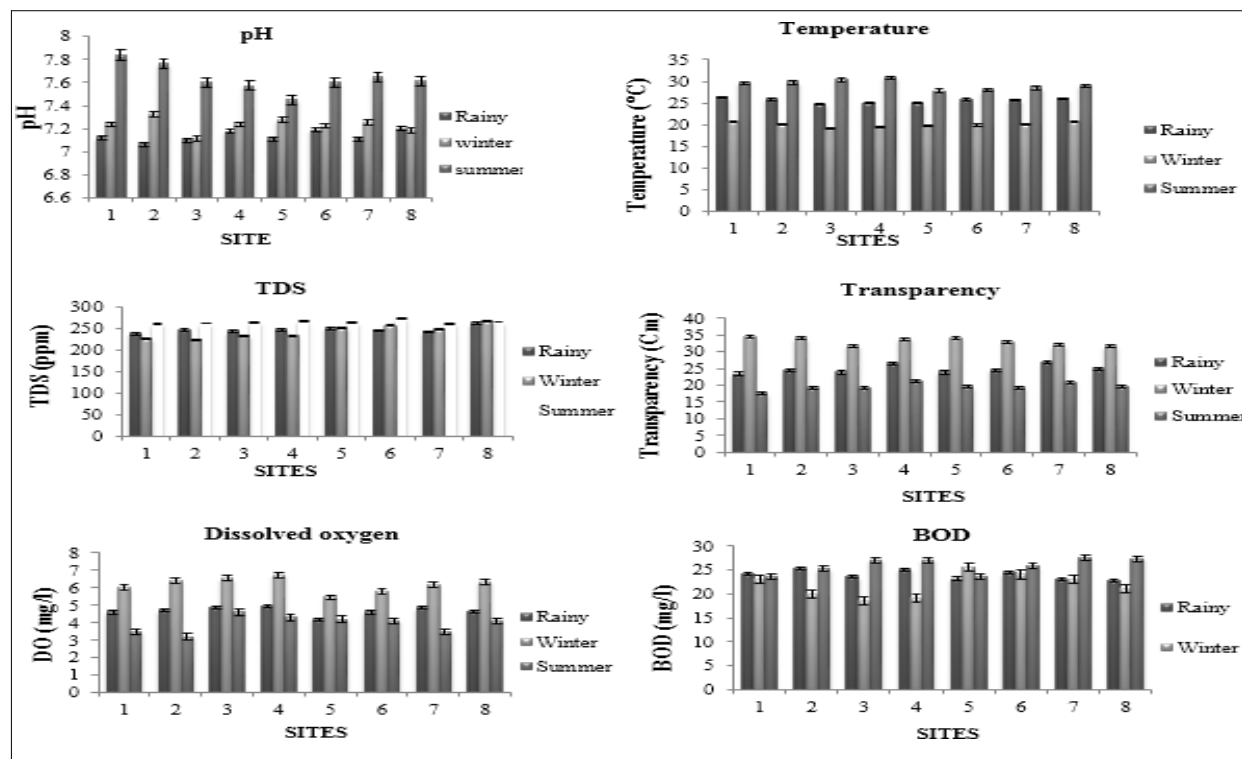 pH
8
7.8
7.6
7.4
7.2
7
6.8
6.6
pH
Rainy
winter
summer
1 2 3 4 5 6 7 8
SITE
Temperature
35
30
25
20
15
10
5
0
Temperature (°C)
Rainy
Winter
Summer
1 2 3 4 5 6 7 8
SITES
TDS
300
250
200
150
100
50
0
TDS (ppm)
Rainy
Winter
Summer
1 2 3 4 5 6 7 8
SITES
Transparency
40
35
30
25
20
15
10
5
0
Transparency (Cm)
Rainy
Winter
Summer
1 2 3 4 5 6 7 8
SITES
Dissolved oxygen
8
7
6
5
4
3
2
1
0
DO (mg/l)
Rainy
Winter
Summer
1 2 3 4 5 6 7 8
SITES
BOD
30
25
20
15
10
5
0
BOD (mg/l)
Rainy
Winter
1 2 3 4 5 6 7 8
SITES